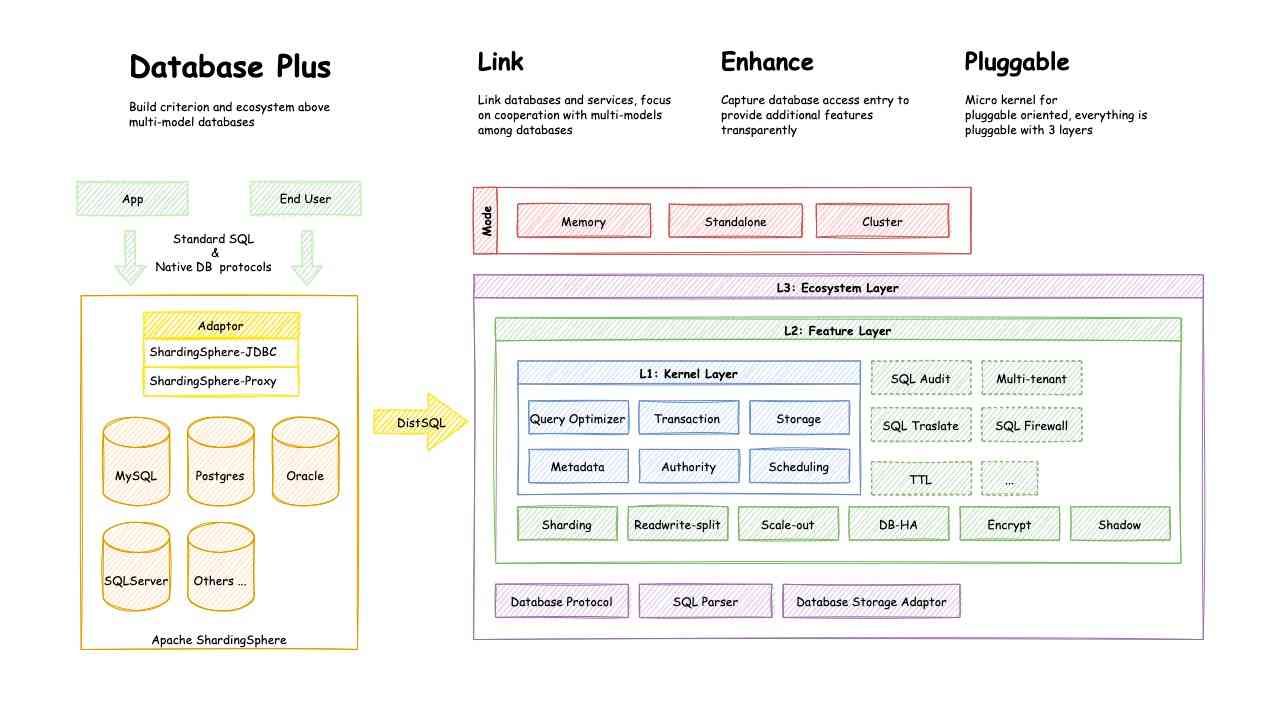 Database Plus
Build criterion and ecosystem above
multi-model databases
Link
Link databases and services, focus
on cooperation with multi-models
among databases
Enhance
Capture database access entry to
provide additional features
transparently
Pluggable
Micro kernel for
pluggable oriented, everything is
pluggable with 3 layers
App
End User
Standard SQL
&
Native DB  protocols
Adaptor
ShardingSphere-JDBC
ShardingSphere-Proxy
MySQL
Postgres
Oracle
SQLServer
Others ...
Apache ShardingSphere
DistSQL
Mode
Memory
Standalone
Cluster
L3: Ecosystem Layer
L2: Feature Layer
L1: Kernel Layer
Query Optimizer
Transaction
Storage
Metadata
Authority
Scheduling
SQL Audit
Multi-tenant
SQL Traslate
SQL Firewall
TTL
...
Sharding
Readwrite-split
Scale-out
DB-HA
Encrypt
Shadow
Database Protocol
SQL Parser
Database Storage Adaptor